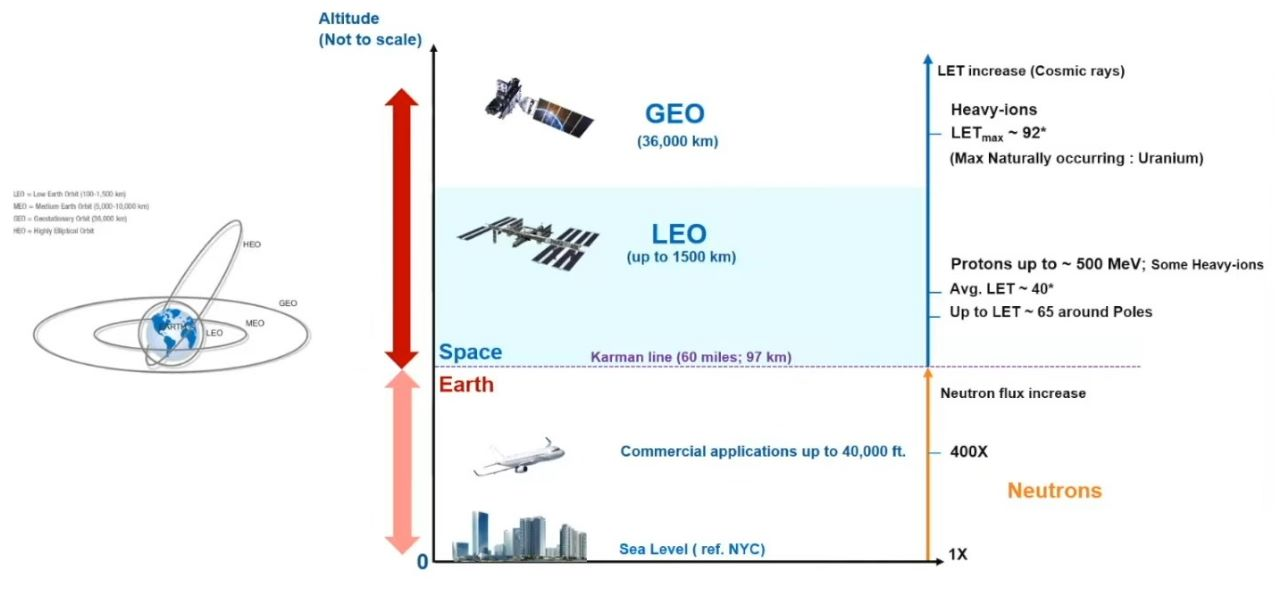 Altitude
(Not to scale)
LET increase (Cosmic rays)
Heavy-ions
LETmax ~ 92*
(Max Naturally occurring : Uranium)
GEO
(36,000 km)
LEO = Low Earth Orbit (100-1,500 km)
MEO = Medium Earth Orbit (5,000-10,000 km)
GEO = Geostationary Orbit (36,000 km)
HEO = Highly Elliptical Orbit
HEO
GEO
MEO
LEO
EARTH
LEO
(up to 1500 km)
Protons up to ~ 500 MeV; Some Heavy-ions
Avg. LET ~ 40*
Up to LET ~ 65 around Poles
Space
Karman line (60 miles; 97 km)
Earth
Neutron flux increase
Commercial applications up to 40,000 ft.
400X
Neutrons
Sea Level ( ref. NYC)
1X
0